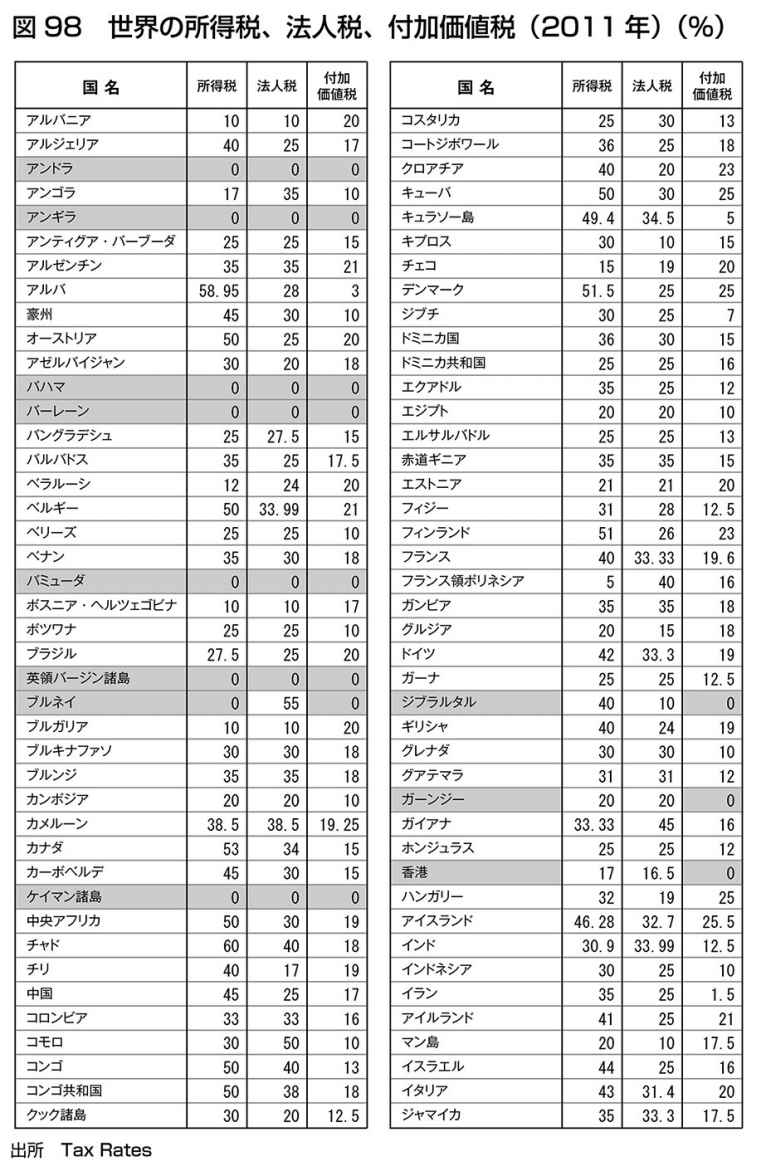 図98　世界の所得税、法人税、付加価値税（2011年）（%）
国名 所得税 法人税 付加価値税
アルバニア 10 10 20
アルジェリア 40 25 17
アンドラ 0 0 0
アンゴラ 17 35 10
アンギラ 0 0 0
アンティグア・バーブーダ 25 25 15
アルゼンチン 35 35 21
アルバ 58.95 28 3
豪州 45 30 10
オーストリア 50 25 20
アゼルバイジャン 30 20 18
バハマ 0 0 0
バーレーン 0 0 0
バングラデシュ 25 27.5 15
バルバドス 35 25 17.5
ベラルーシ 12 24 20
ベルギー 50 33.99 21
ベリーズ 25 25 10
ベナン 35 30 18
バミューダ 0 0 0
ボスニア・ヘルツェゴビナ 10 10 17
ボツワナ 25 25 10
ブラジル 27.5 25 20
英領バージン諸島 0 0 0
ブルネイ 0 55 0
ブルガリア 10 10 20
ブルキナファソ 30 30 18
ブルンジ 35 35 18
カンボジア 20 20 10
カメルーン 38.5 38.5 19.25
カナダ 53 34 15
カーボベルデ 45 30 15
ケイマン諸島 0 0 0
中央アフリカ 50 30 19
チャド 60 40 18
チリ 40 17 19
中国 45 25 17
コロンビア 33 33 16
コモロ 30 50 10
コンゴ 50 40 13
コンゴ共和国 50 38 18
クック諸島 30 20 12.5
国名 所得税 法人税 付加価値税
コスタリカ 25 30 13
コートジボワール 36 25 18
クロアチア 40 20 23
キューバ 50 30 25
キュラソー島 49.4 34.5 5
キプロス 30 10 15
チェコ 15 19 20
デンマーク 51.5 25 25
ジブチ 30 25 7
ドミニカ国 36 30 15
ドミニカ共和国 25 25 16
エクアドル 35 25 12
エジプト 20 20 10
エルサルバドル 25 25 13
赤道ギニア 35 35 15
エストニア 21 21 20
フィジー 31 28 12.5
フィンランド 51 26 23
フランス 40 33.33 19.6
フランス領ポリネシア 5 40 16
ガンビア 35 35 18
グルジア 20 15 18
ドイツ 42 33.3 19
ガーナ 25 25 12.5
ジブラルタル 40 10 0
ギリシャ 40 24 19
グレナダ 30 30 10
グアテマラ 31 31 12
ガーンジー 20 20 0
ガイアナ 33.33 45 16
ホンジュラス 25 25 12
香港 17 16.5 0
ハンガリー 32 19 25
アイスランド 46.28 32.7 25.5
インド 30.9 33.99 12.5
インドネシア 30 25 10
イラン 35 25 1.5
アイルランド 41 25 21
マン島 20 10 17.5
イスラエル 44 25 16
イタリア 43 31.4 20
ジャマイカ 35 33.3 17.5
出所　Tax Rates